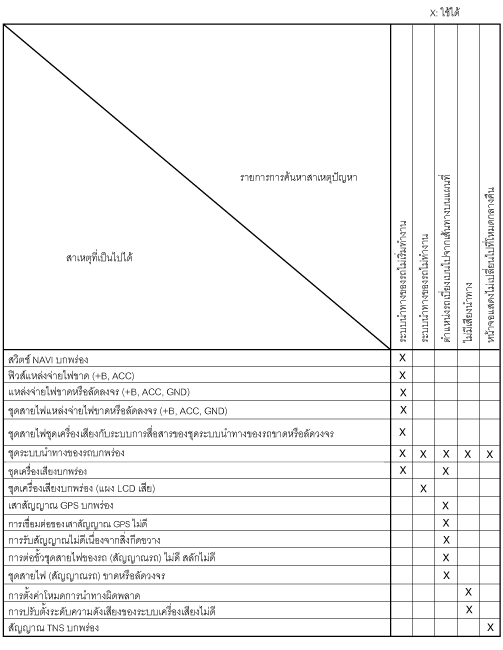 X: ใช้ได้
รายการการค้นหาสาเหตุปัญหา
สาเหตุที่เป็นไปได้
ระบบนำทางของรถไม่เริ่มทำงาน
ระบบนำทางของรถไม่ทำงาน
ตำแหน่งรถเบี่ยงเบนไปจากเส้นทางบนแผนที่
ไม่มีเสียงนำทาง
หน้าจอแสดงไม่เปลี่ยนไปที่โหมดกลางคืน
สวิตช์ NAVI บกพร่อง X
ฟิวส์แหล่งจ่ายไฟขาด (+B, ACC) X
แหล่งจ่ายไฟขาดหรือลัดลงจร (+B, ACC, GND) X
ชุดสายไฟแหล่งจ่ายไฟขาดหรือลัดลงจร (+B, ACC, GND) X
ชุดสายไฟชุดเครื่องเสียงกับระบบการสื่อสารของชุดระบบนำทางของรถขาดหรือลัดวงจร X
ชุดระบบนำทางของรถบกพร่อง X X X X X
ชุดเครื่องเสียงบกพร่อง X X
ชุดเครื่องเสียงบกพร่อง (แผง LCD เสีย) X
เสาสัญญาณ GPS บกพร่อง X
การเชื่อมต่อของเสาสัญญาณ GPS ไม่ดี X
การรับสัญญาณไม่ดีเนื่องจากสิ่งกีดขวาง X
การต่อขั้วชุดสายไฟของรถ (สัญญาณรถ) ไม่ดี สลักไม่ดี X
ชุดสายไฟ (สัญญาณรถ) ขาดหรือลัดวงจร X
การตั้งค่าโหมดการนำทางผิดพลาด X
การปรับตั้งระดับความดังเสียงของระบบเครื่องเสียงไม่ดี X
สัญญาณ TNS บกพร่อง X